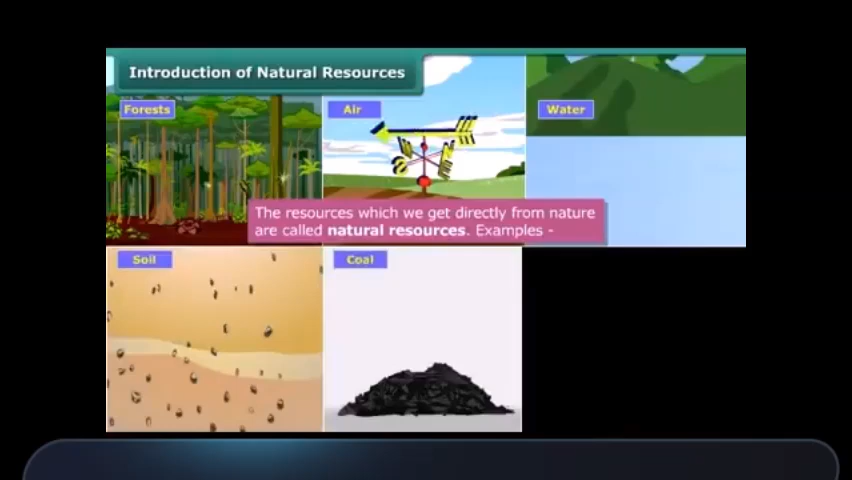 Introduction of Natural Resources
Forests
Air
Water
The resources which we get directly from nature
are called natural resources. Examples -
Soil
Coal